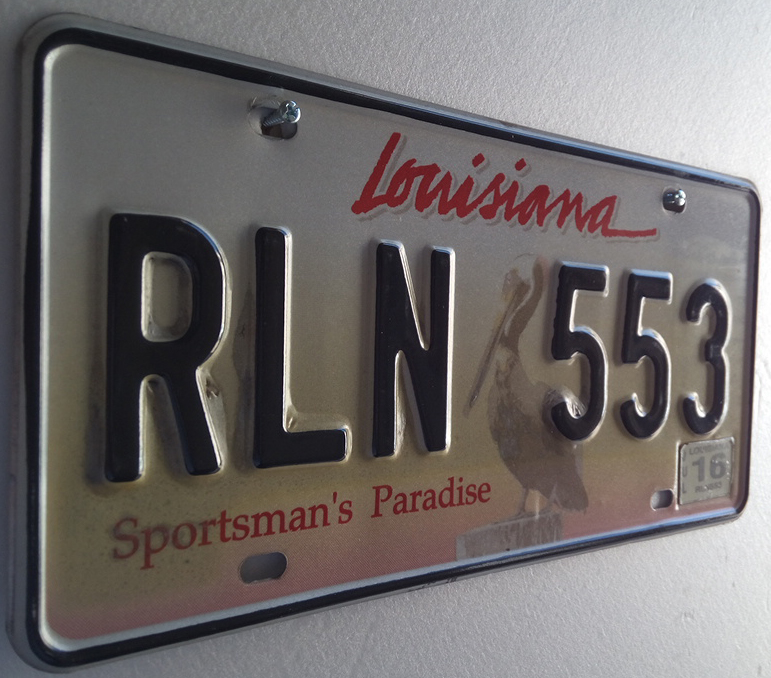 Louisiana
RLN 553
Sportsman's Paradise
16